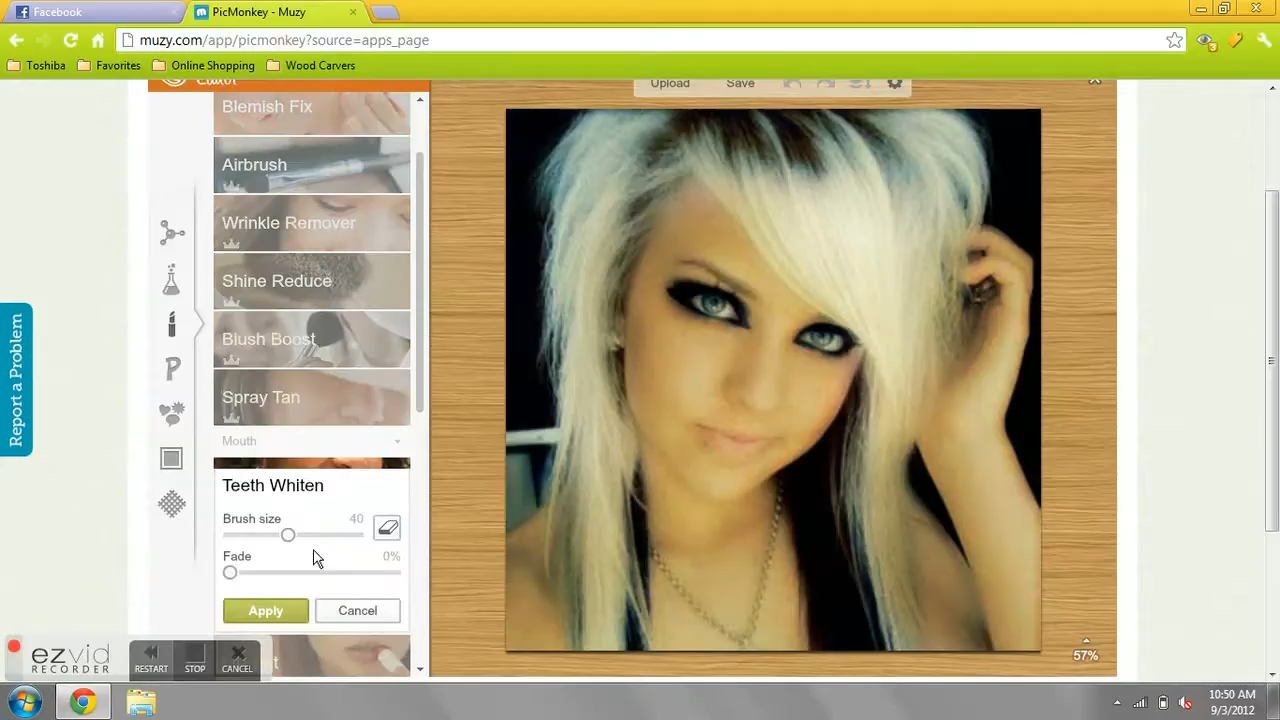 Facebook
PicMonkey - Muzy
muzy.com/app/picmonkey?source=apps_page
3
Toshiba
Favorites
Online Shopping
Wood Carvers
Upload
Save
Blemish Fix
Airbrush
Wrinkle Remover
Shine Reduce
Blush Boost
Spray Tan
Mouth
Teeth Whiten
Brush size 40
Fade 0%
Apply
Cancel
Report a Problem
57%
ezvid
RECORDER
RESTART
STOP
CANCEL
10:50 AM
9/3/2012